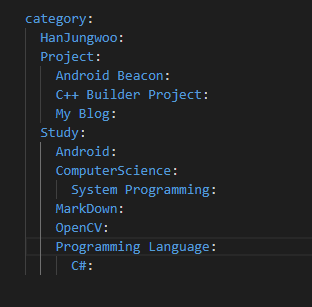 category:
HanJungwoo:
Project:
Android Beacon:
C++ Builder Project:
My Blog:
Study:
Android:
ComputerScience:
System Programming:
MarkDown:
OpenCV:
Programming Language:
C#: